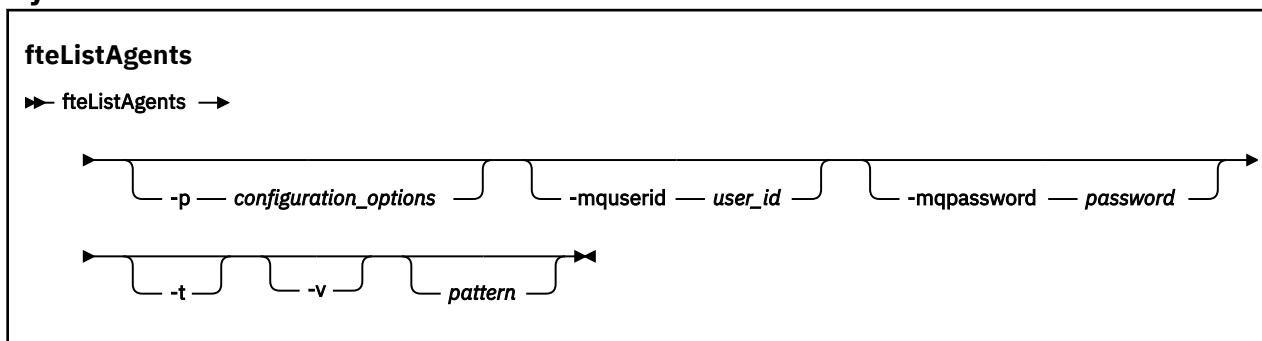 fteListAgents
fteListAgents
-p configuration_options -mquserid user_id -mqpassword password
-t -v pattern